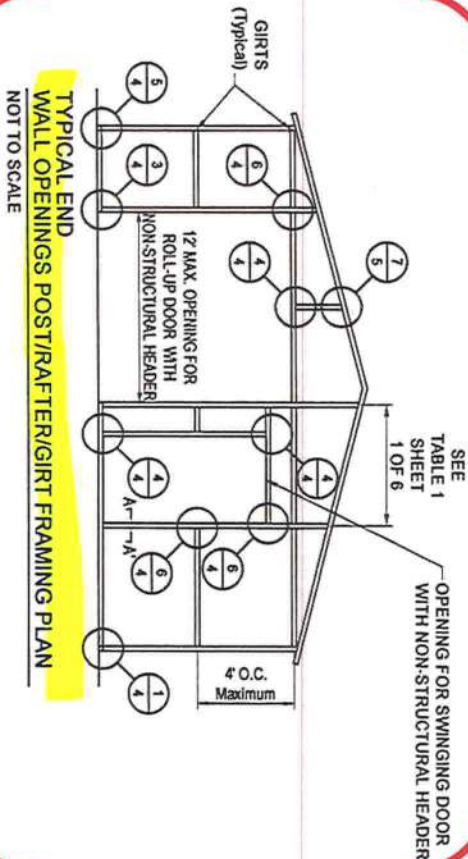 SEE
TABLE 1
SHEET
1 OF 6
OPENING FOR SWINGING DOOR
WITH NON-STRUCTURAL HEADER
GIRTS
(Typical)
7
5
4
4
6
4
4
4
6
4
6
4
12' MAX. OPENING FOR
ROLL-UP DOOR WITH
NON-STRUCTURAL HEADER
4' O.C.
Maximum
A
A'
5
4
3
4
4
4
1
4
TYPICAL END
WALL OPENINGS POST/RAFTER/GIRT FRAMING PLAN
NOT TO SCALE